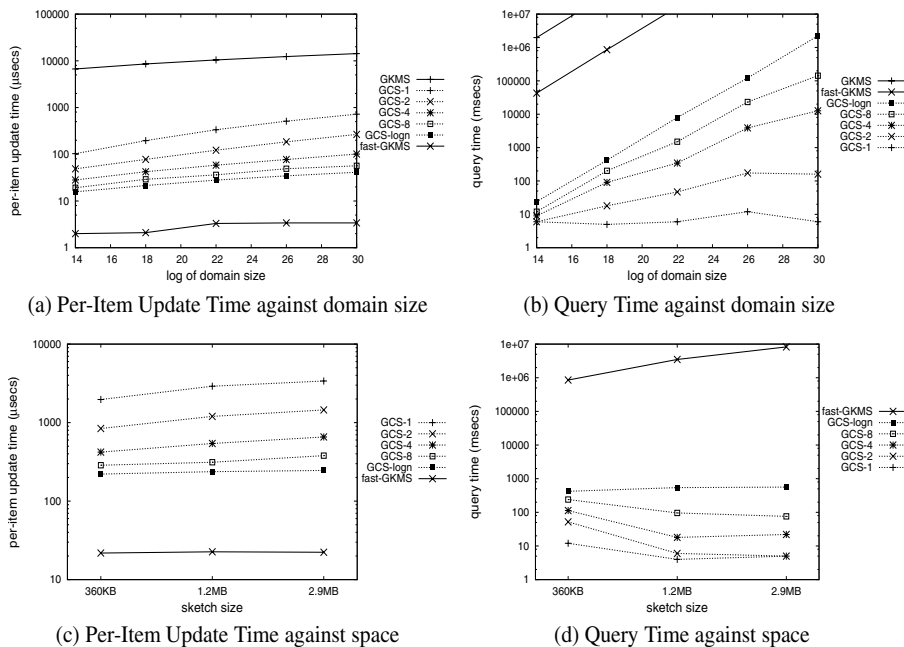 100000
10000
1000
100
10
1
per-item update time (µsecs)
14 16 18 20 22 24 26 28 30
log of domain size
GKMS
GCS-1
GCS-2
GCS-4
GCS-8
GCS-logn
fast-GKMS
(a) Per-Item Update Time against domain size
1e+07
1e+06
100000
10000
1000
100
10
1
query time (msecs)
14 16 18 20 22 24 26 28 30
log of domain size
GKMS
fast-GKMS
GCS-logn
GCS-8
GCS-4
GCS-2
GCS-1
(b) Query Time against domain size
10000
1000
100
10
per-item update time (µsecs)
360KB 1.2MB 2.9MB
sketch size
GCS-1
GCS-2
GCS-4
GCS-8
GCS-logn
fast-GKMS
(c) Per-Item Update Time against space
1e+07
1e+06
100000
10000
1000
100
10
1
query time (msecs)
360KB 1.2MB 2.9MB
sketch size
fast-GKMS
GCS-logn
GCS-8
GCS-4
GCS-2
GCS-1
(d) Query Time against space